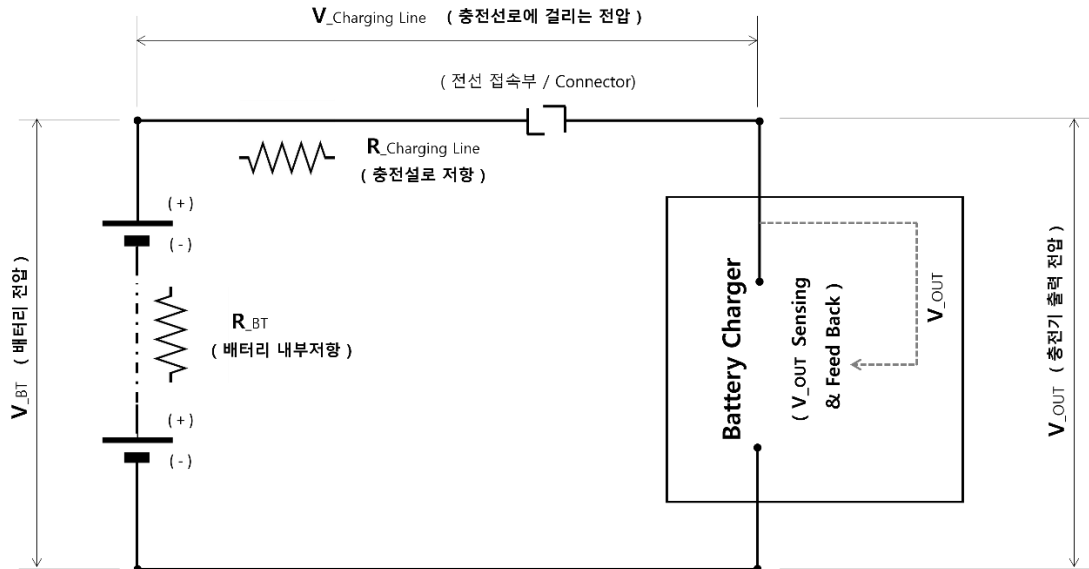 V_Charging Line ( 충전선로에 걸리는 전압 )
( 전선 접속부 / Connector)
R_Charging Line
( 충전설로 저항 )
(+)
(-)
R_BT
( 배터리 내부저항 )
(+)
(-)
V_BT ( 배터리 전압 )
Battery Charger
( V_OUT Sensing
& Feed Back )
V_OUT
V_OUT ( 충전기 출력 전압 )